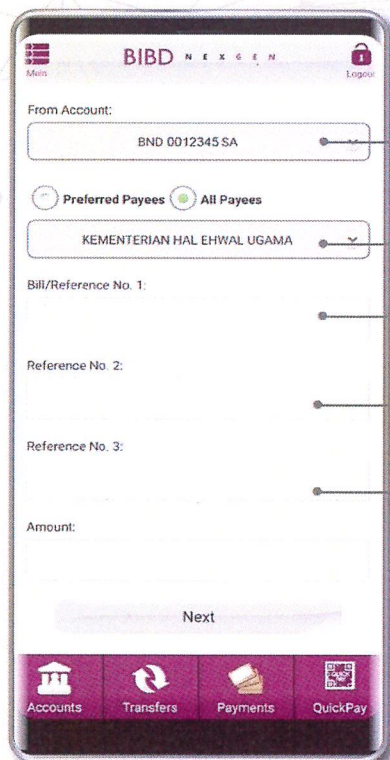 BIBD NEXGEN
Main
Logout
From Account:
BND 0012345 SA
Preferred Payees All Payees
KEMENTERIAN HAL EHWAL UGAMA
Bill/Reference No. 1:
Reference No. 2:
Reference No. 3:
Amount:
Next
Accounts Transfers Payments QuickPay